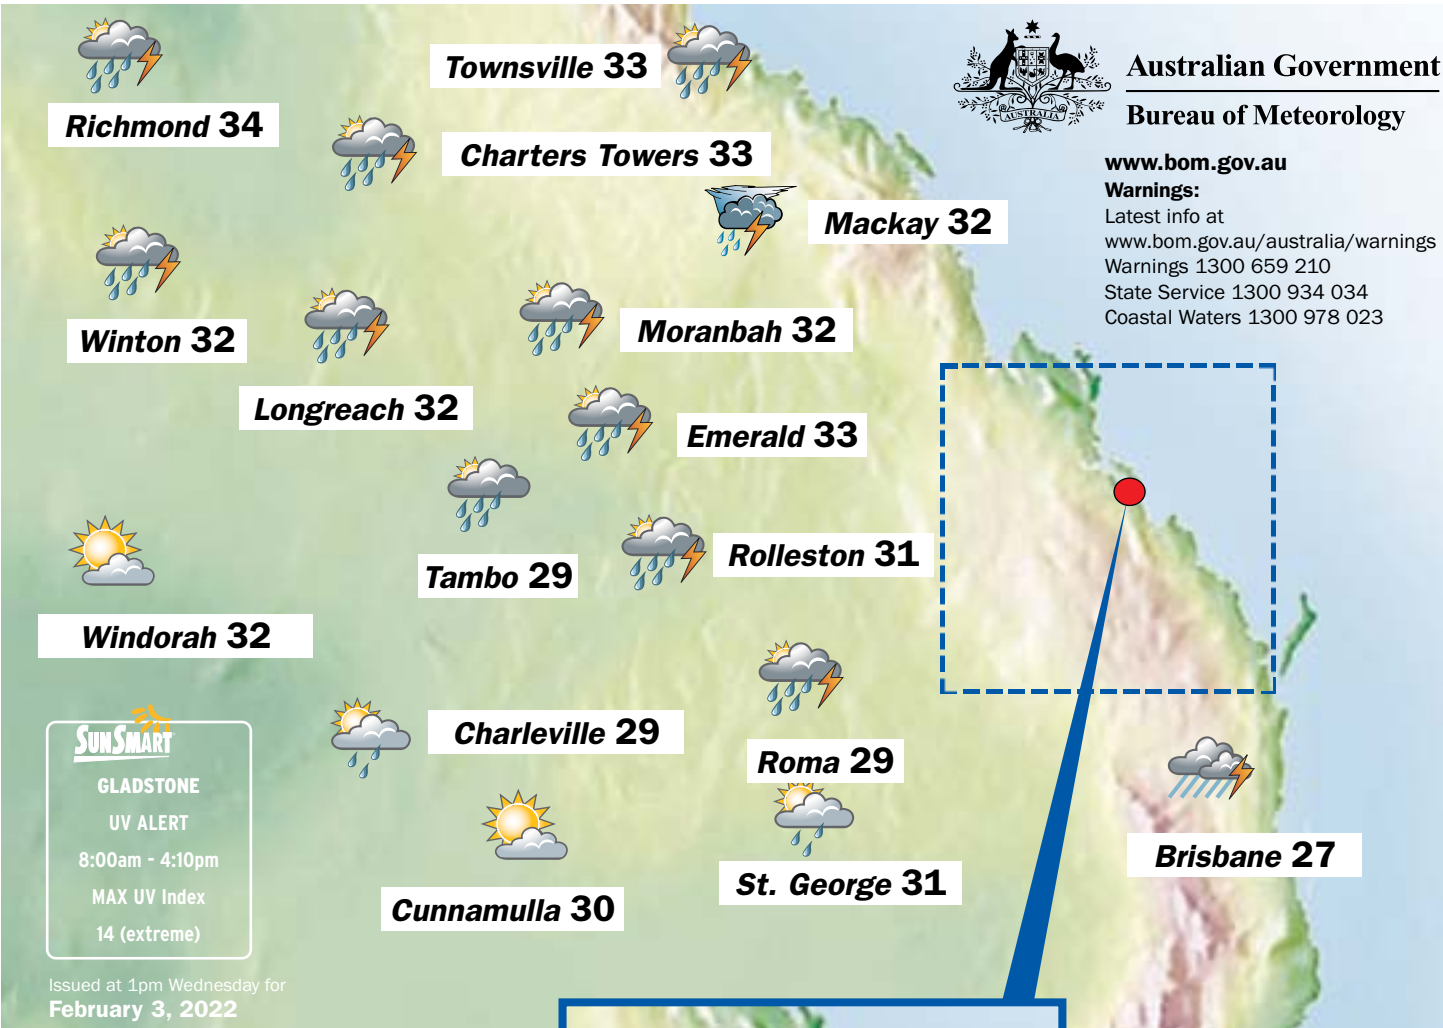 Richmond 34
Townsville 33
Charters Towers 33
Mackay 32
Winton 32
Longreach 32
Moranbah 32
Emerald 33
Tambo 29
Rolleston 31
Windorah 32
Charleville 29
Roma 29
Cunnamulla 30
St. George 31
Brisbane 27
AUSTRALIA
Australian Government
Bureau of Meteorology
www.bom.gov.au
Warnings:
Latest info at
www.bom.gov.au/australia/warnings
Warnings 1300 659 210
State Service 1300 934 034
Coastal Waters 1300 978 023
SUNSMART
GLADSTONE
UV ALERT
8:00am - 4:10pm
MAX UV Index
14 (extreme)
Issued at 1pm Wednesday for
February 3, 2022